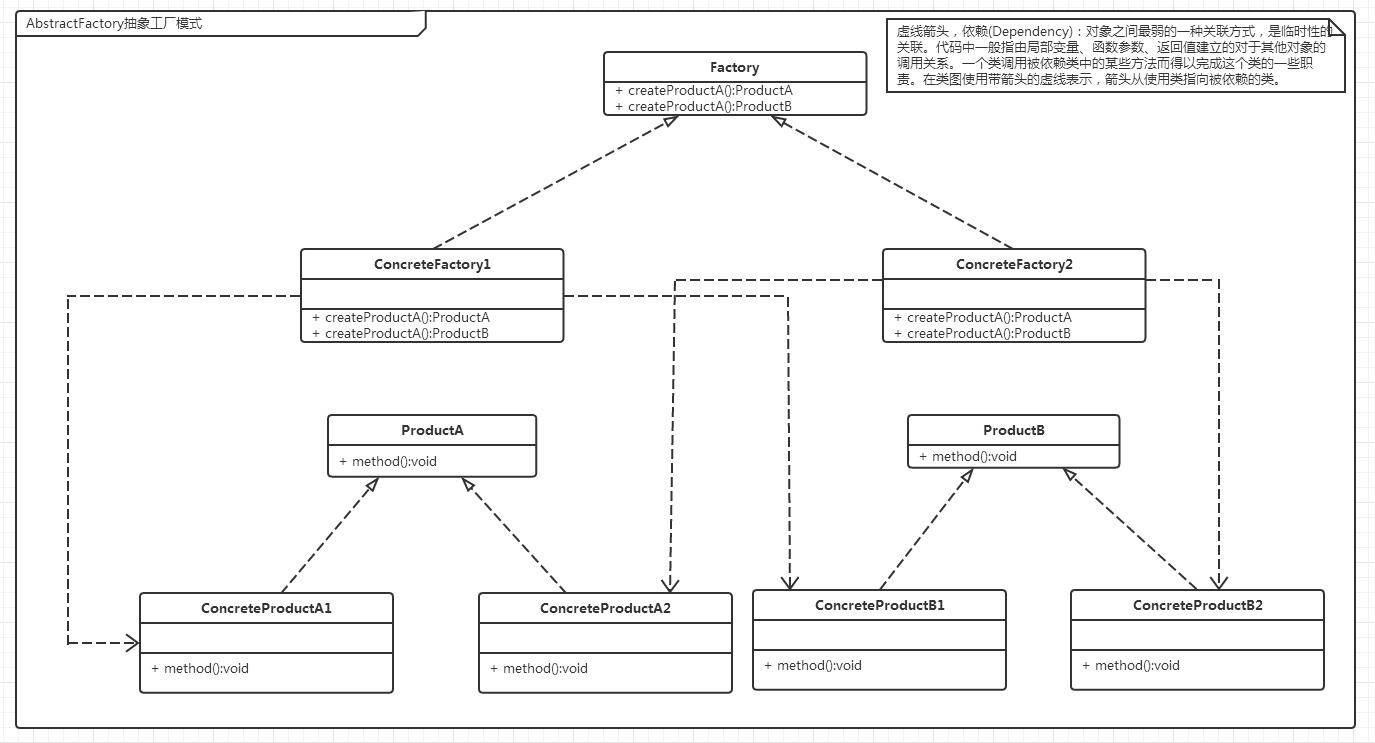 AbstractFactory抽象工厂模式
虚线箭头，依赖(Dependency)：对象之间最弱的一种关联方式，是临时性的
关联。代码中一般指由局部变量、函数参数、返回值建立的对于其他对象的
调用关系。一个类调用被依赖类中的某些方法而得以完成这个类的一些职
责。在类图使用带箭头的虚线表示，箭头从使用类指向被依赖的类。
Factory
+ createProductA():ProductA
+ createProductA():ProductB
ConcreteFactory1
+ createProductA():ProductA
+ createProductA():ProductB
ConcreteFactory2
+ createProductA():ProductA
+ createProductA():ProductB
ProductA
+ method():void
ProductB
+ method():void
ConcreteProductA1
+ method():void
ConcreteProductA2
+ method():void
ConcreteProductB1
+ method():void
ConcreteProductB2
+ method():void